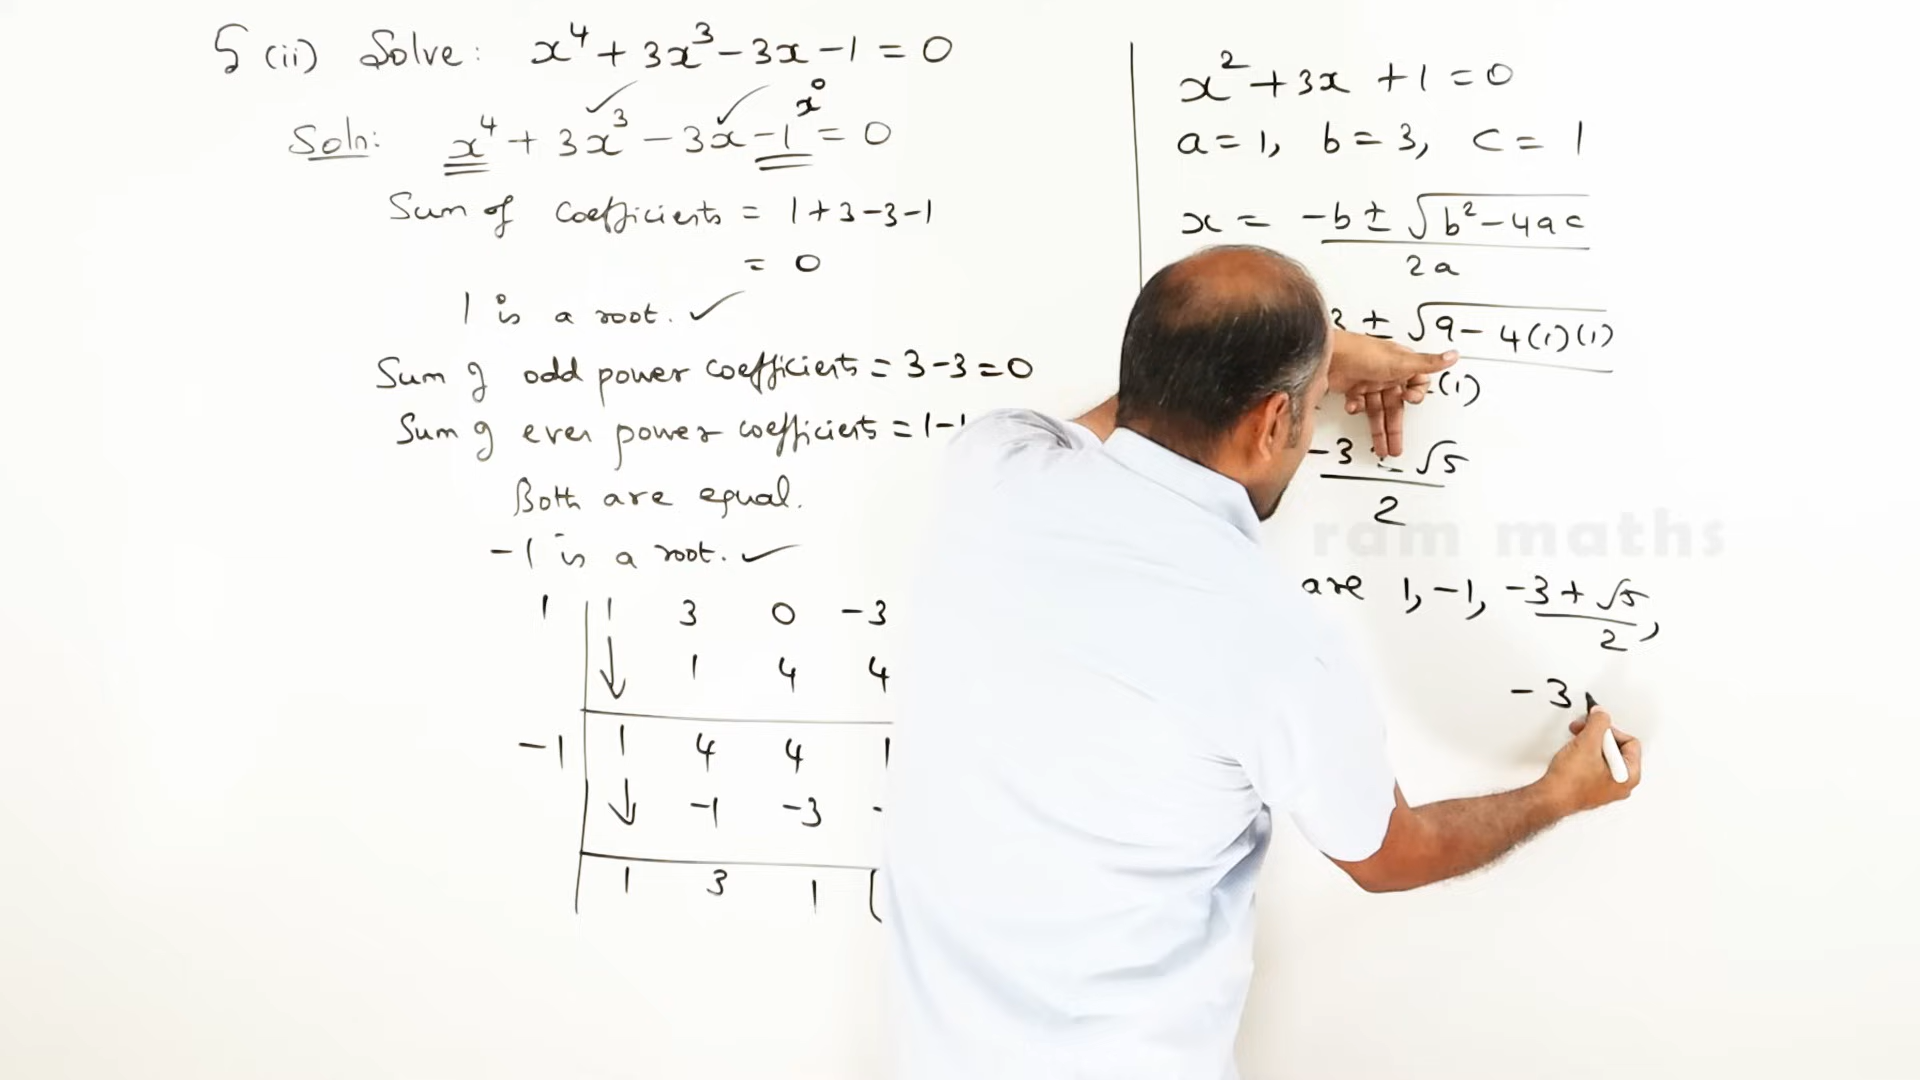 5 (ii) Solve: x⁴ + 3x³ - 3x - 1 = 0
Soln: x⁴ + 3x³ - 3x - 1 = 0
x⁰
Sum of coefficients = 1 + 3 - 3 - 1
= 0
1 is a root. ✓
Sum of odd power coefficients = 3 - 3 = 0
Sum of even power coefficients = 1 - 1
Both are equal.
-1 is a root. ✓
1 | 1 3 0 -3
↓ 1 4 4
-1 | 1 4 4 1
↓ -1 -3 -
1 3 1
x² + 3x + 1 = 0
a = 1, b = 3, c = 1
x = -b ± √b² - 4ac
2a
± √9 - 4(1)(1)
(1)
-3 ± √5
2
ram maths
are 1, -1, -3 + √5
2 ,
-3